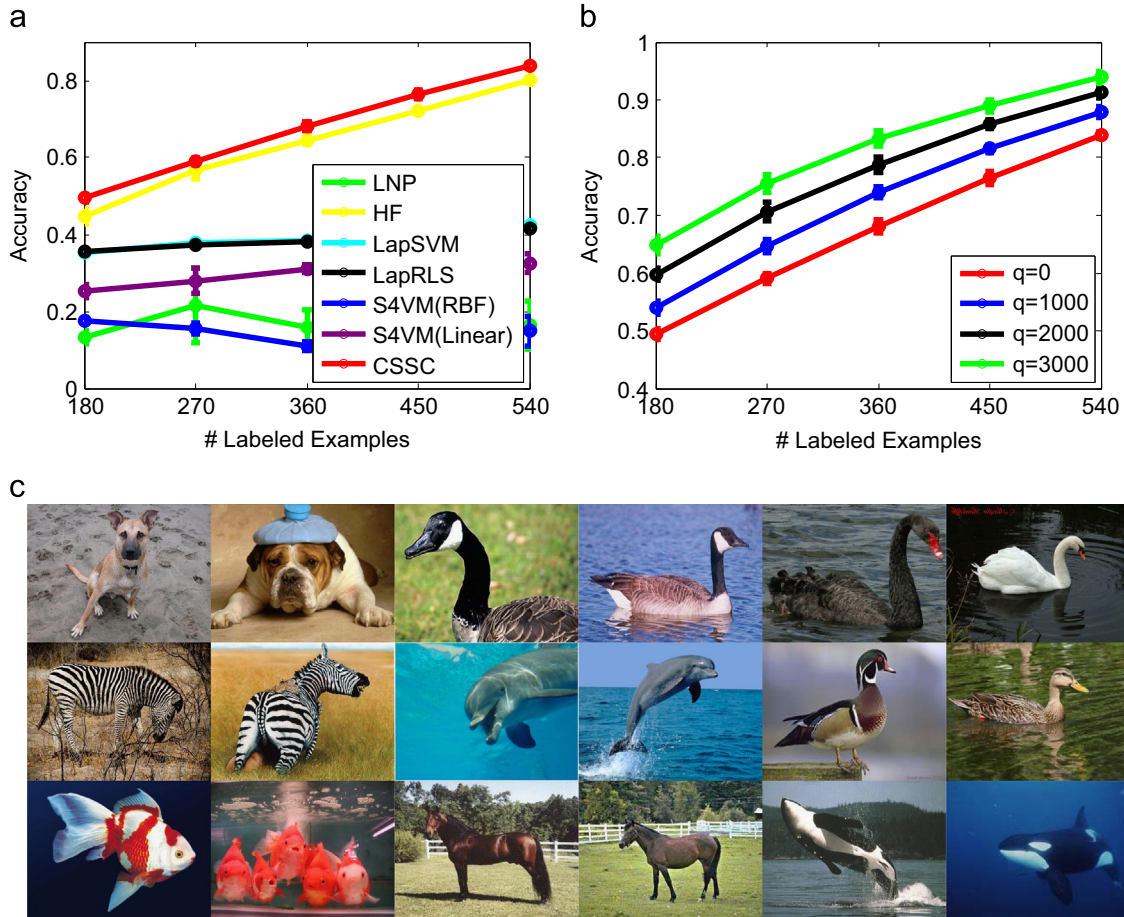 a
0.8
0.6
0.4
0.2
0
Accuracy
180 270 360 450 540
# Labeled Examples
LNP
HF
LapSVM
LapRLS
S4VM(RBF)
S4VM(Linear)
CSSC
b
1
0.9
0.8
0.7
0.6
0.5
0.4
Accuracy
180 270 360 450 540
# Labeled Examples
q=0
q=1000
q=2000
q=3000
c